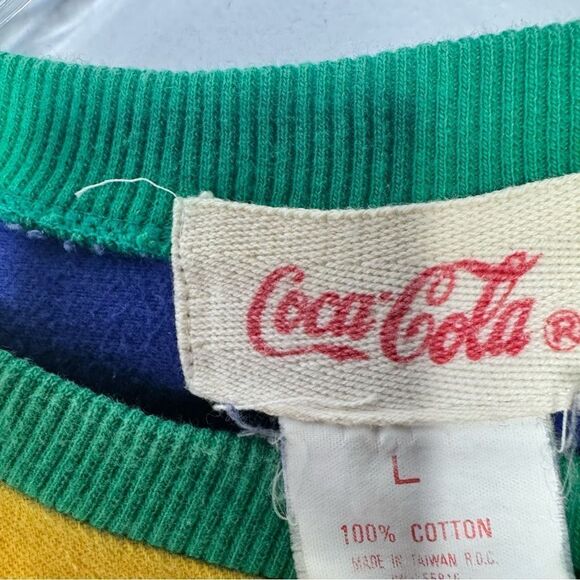 Coca-Cola®
L
100% COTTON
MADE IN TAIWAN R.O.C.